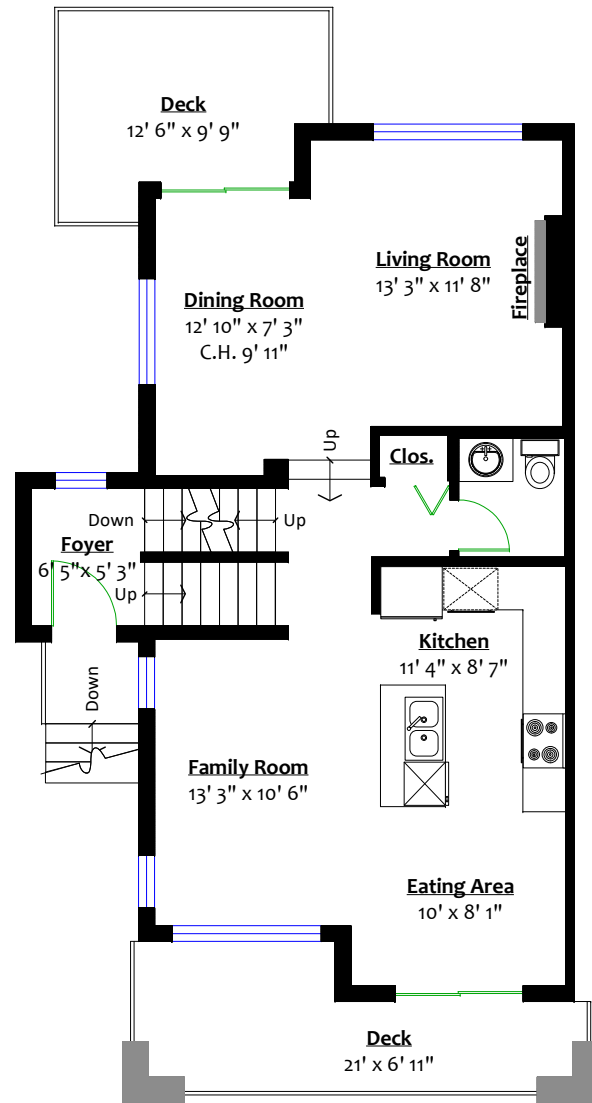 Deck
12' 6" x 9' 9"
Living Room
13' 3" x 11' 8"
Fireplace
Dining Room
12' 10" x 7' 3"
C.H. 9' 11"
Up
Clos.
Down
Up
Foyer
6' 5"x 5' 3"
Up
Kitchen
11' 4" x 8' 7"
Down
Family Room
13' 3" x 10' 6"
Eating Area
10' x 8' 1"
Deck
21' x 6' 11"